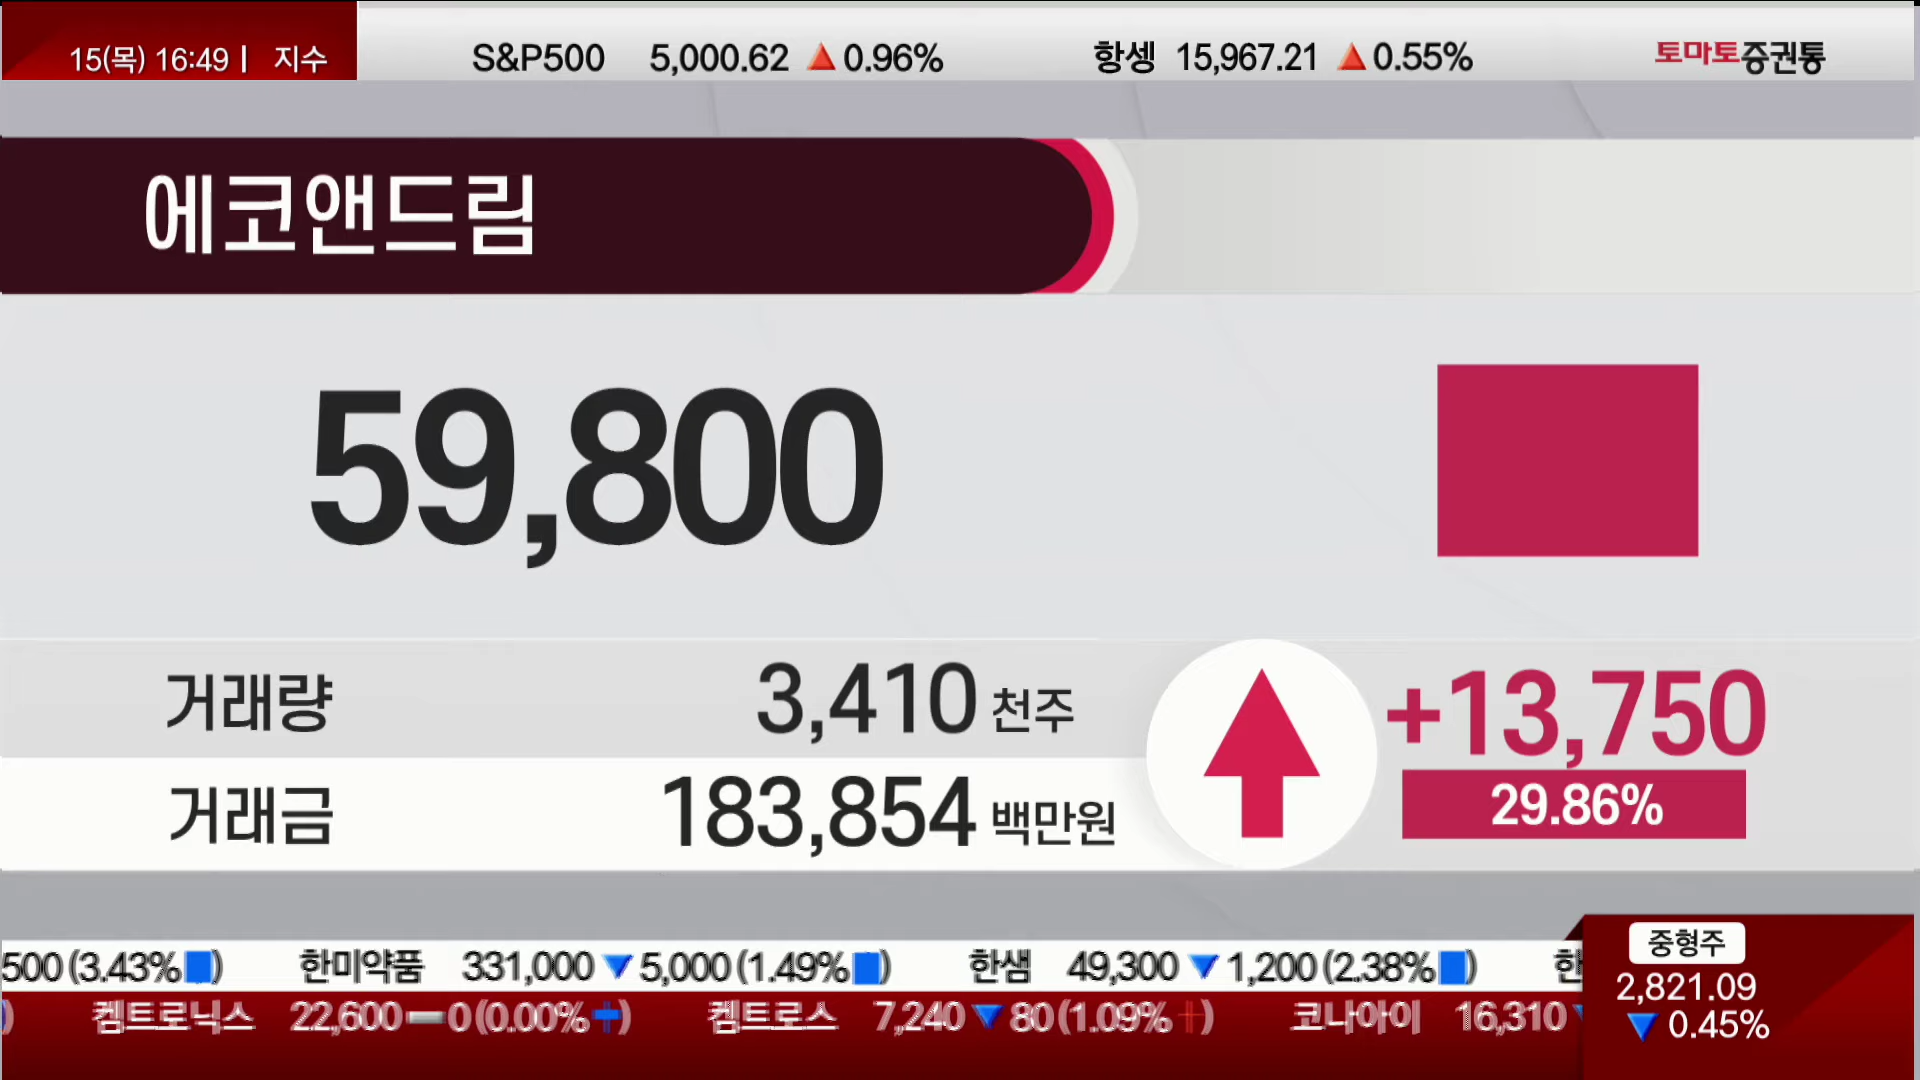 15(목) 16:49 | 지수 S&P500 5,000.62 ▲ 0.96% 항셍 15,967.21 ▲ 0.55% 토마토증권통
에코앤드림
59,800
거래량 3,410 천주
+13,750
거래금 183,854 백만원
29.86%
중형주
500 (3.43%) 한미약품 331,000 ▼ 5,000 (1.49%) 한샘 49,300 ▼ 1,200 (2.38%) 한
2,821.09
) 켐트로닉스 22,600 0 (0.00%) 켐트로스 7,240 ▼ 80 (1.09%) 코나아이 16,310
▼ 0.45%